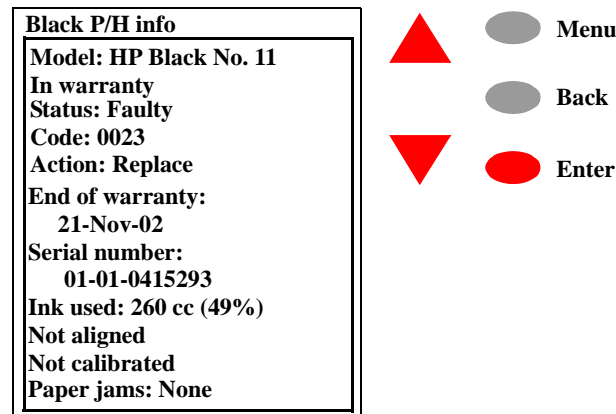 Black P/H info
Model: HP Black No. 11
In warranty
Status: Faulty
Code: 0023
Action: Replace
End of warranty:
21-Nov-02
Serial number:
01-01-0415293
Ink used: 260 cc (49%)
Not aligned
Not calibrated
Paper jams: None
Menu
Back
Enter